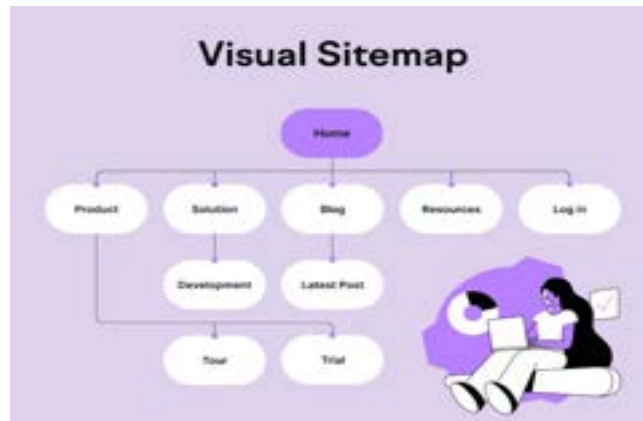 Visual Sitemap
Home
Product Solution Blog Resources Log in
Development Latest Post
Tour Trial